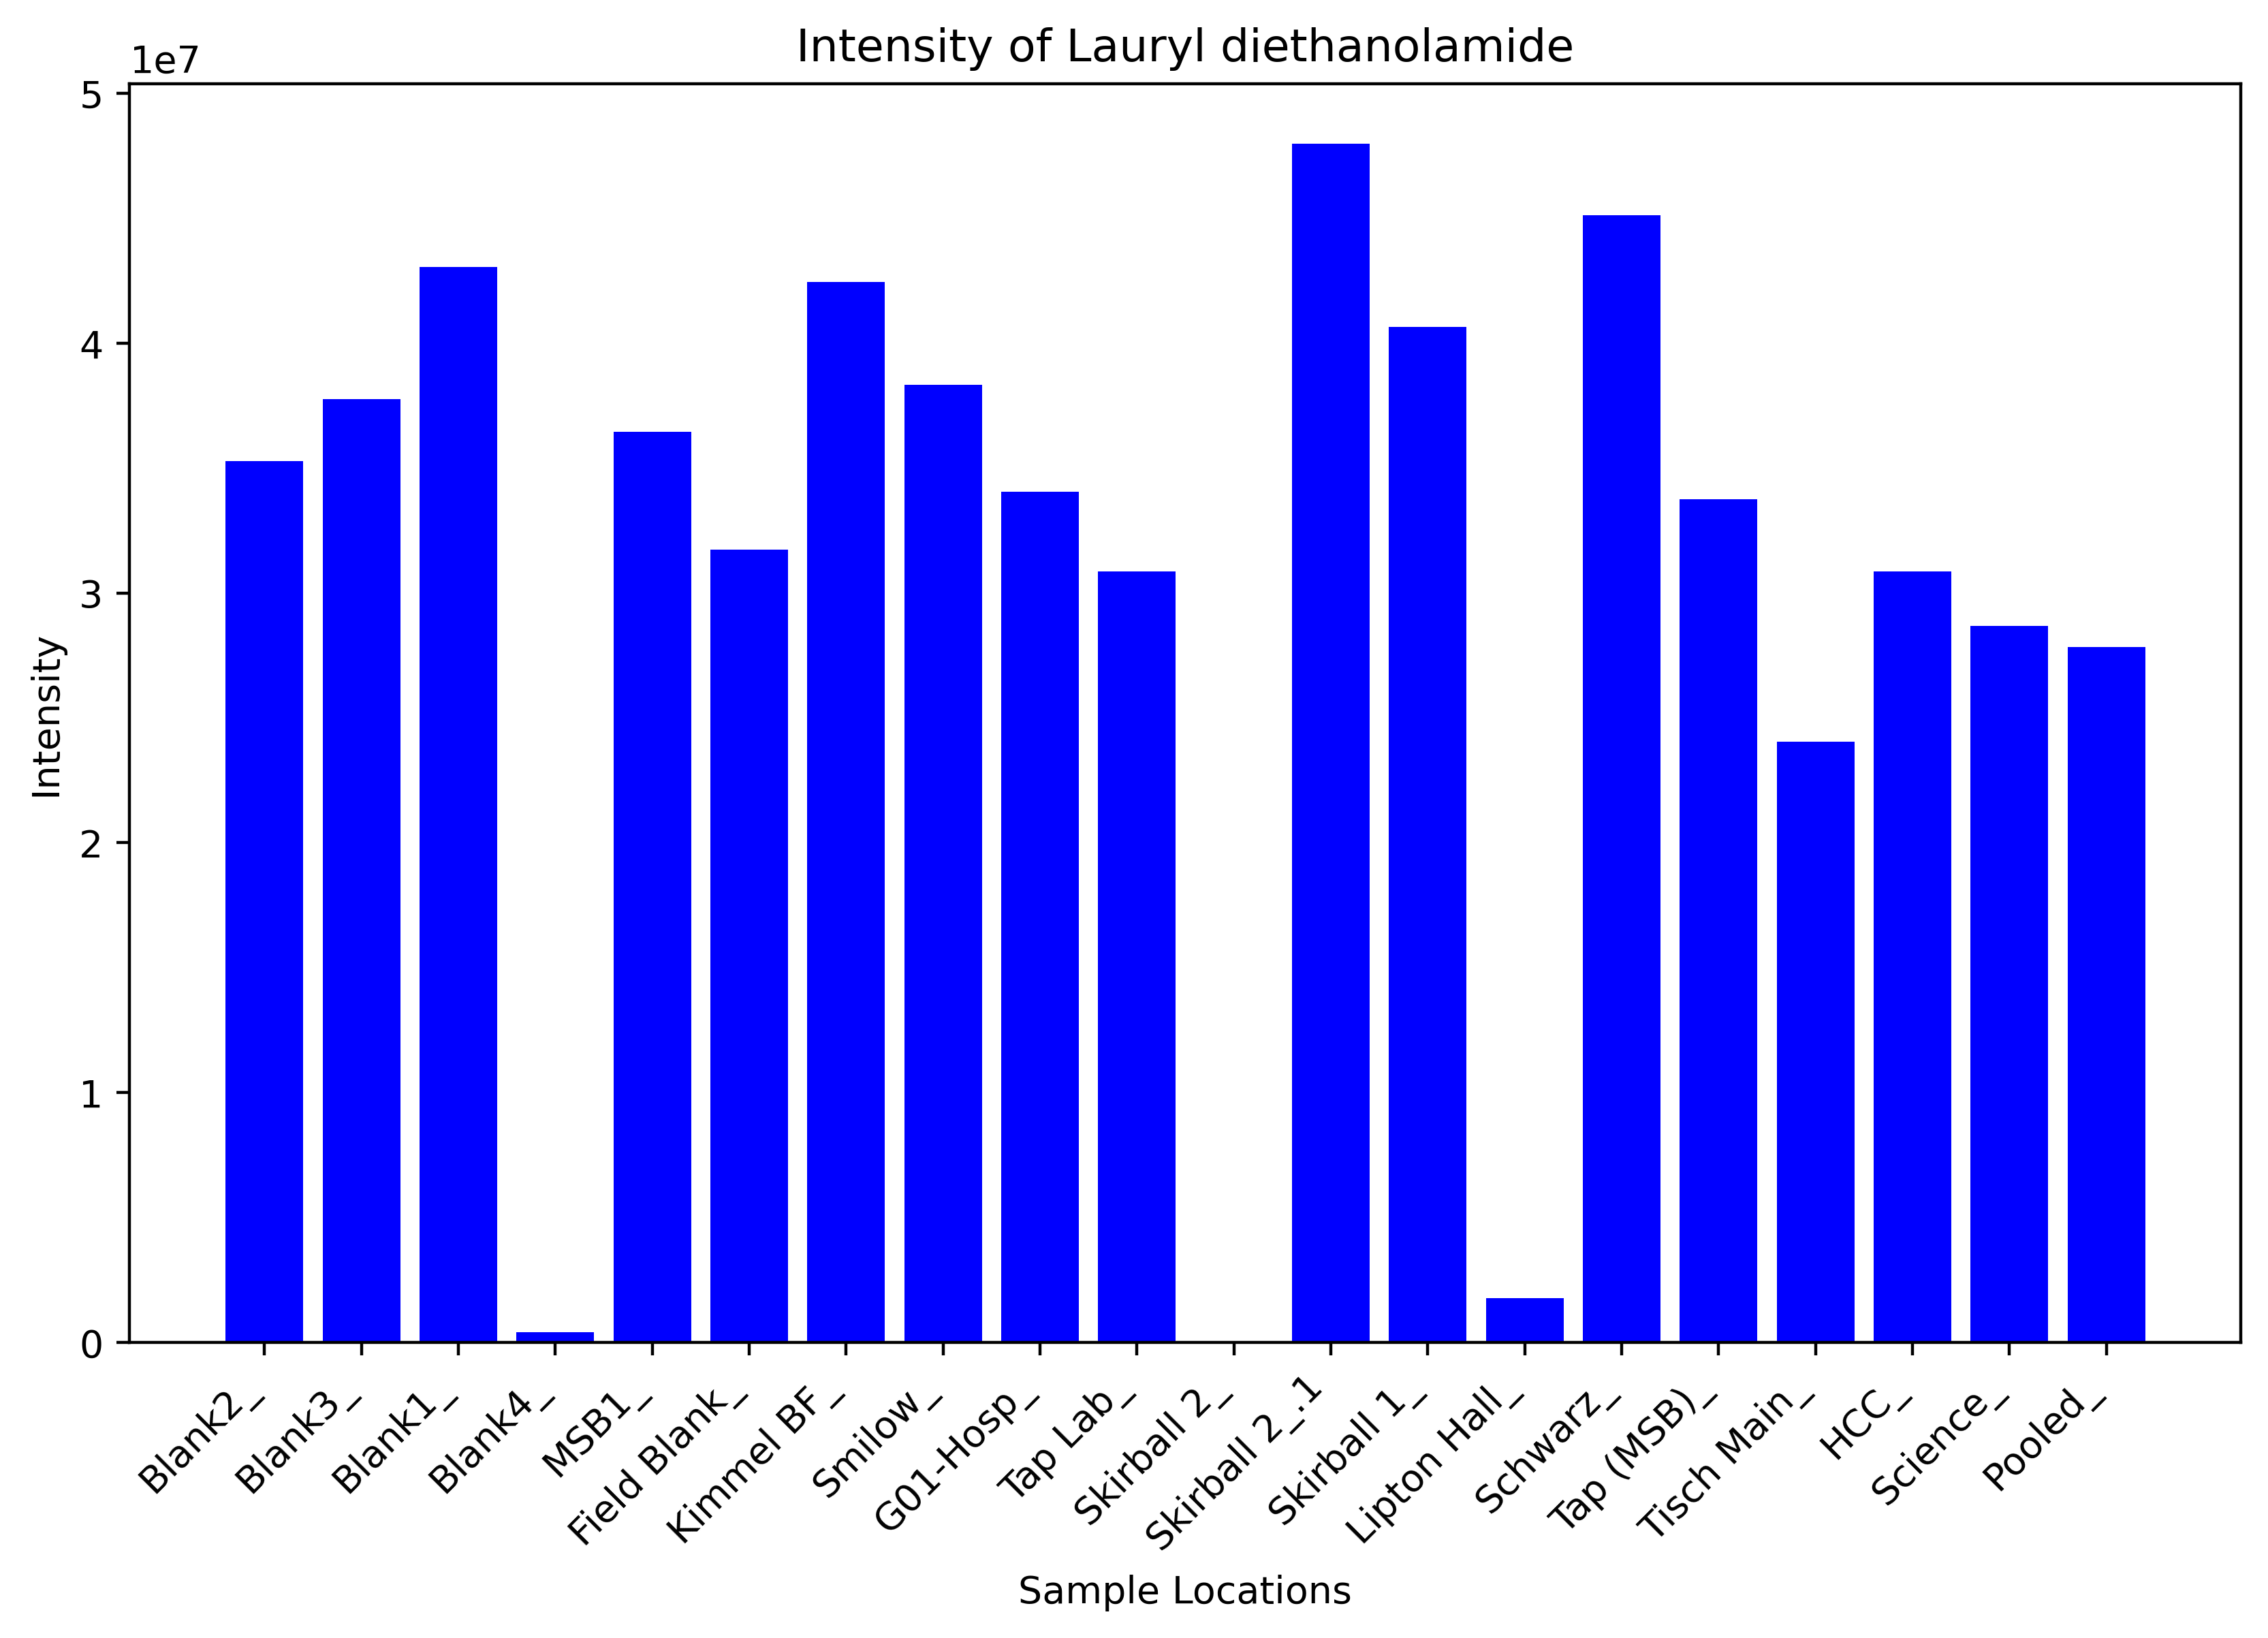 Intensity of Lauryl diethanolamide
1e7
5
4
3
2
1
0
Intensity
Blank2_
Blank3_
Blank1_
Blank4_
MSB1_
Field Blank_
Kimmel BF_
Smilow_
G01-Hosp_
Tap Lab_
Skirball 2_
Skirball 2_.1
Skirball 1_
Lipton Hall_
Schwarz_
Tap (MSB)_
Tisch Main_
HCC_
Science_
Pooled_
Sample Locations